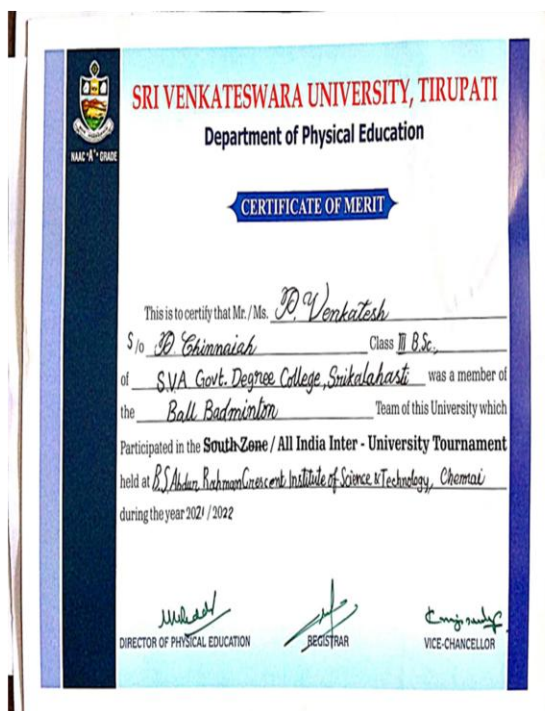 SRI VENKATESWARA UNIVERSITY, TIRUPATI
Department of Physical Education
NAAC "A+" GRADE
CERTIFICATE OF MERIT
This is to certify that Mr./Ms. D. Venkatesh
S/o D. Chinnaiah Class III B.Sc.,
of S.V.A Govt. Degree College, Srikalahasti was a member of
the Ball Badminton Team of this University which
Participated in the South Zone / All India Inter - University Tournament
held at B.S Abdur Rahman Crescent Institute of Science & Technology, Chennai
during the year 2021 / 2022
DIRECTOR OF PHYSICAL EDUCATION REGISTRAR VICE-CHANCELLOR